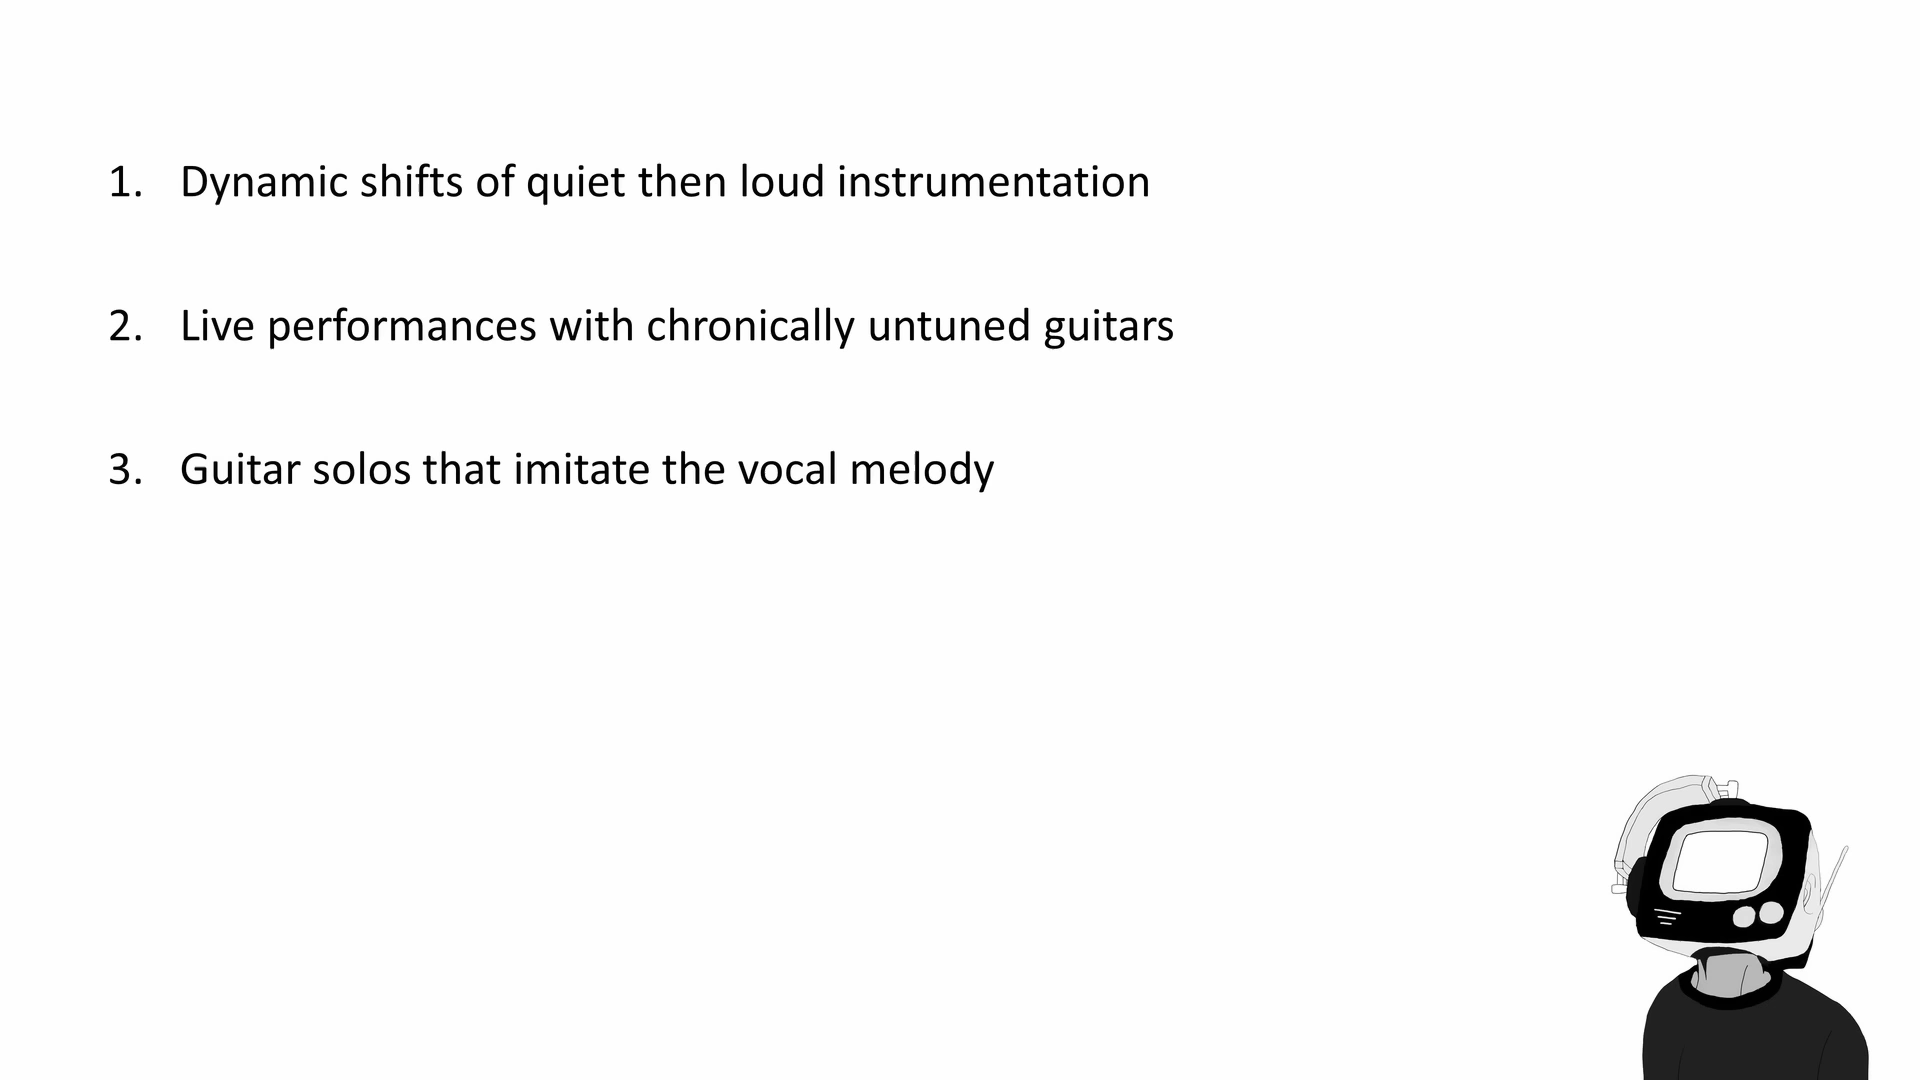 1. Dynamic shifts of quiet then loud instrumentation
2. Live performances with chronically untuned guitars
3. Guitar solos that imitate the vocal melody